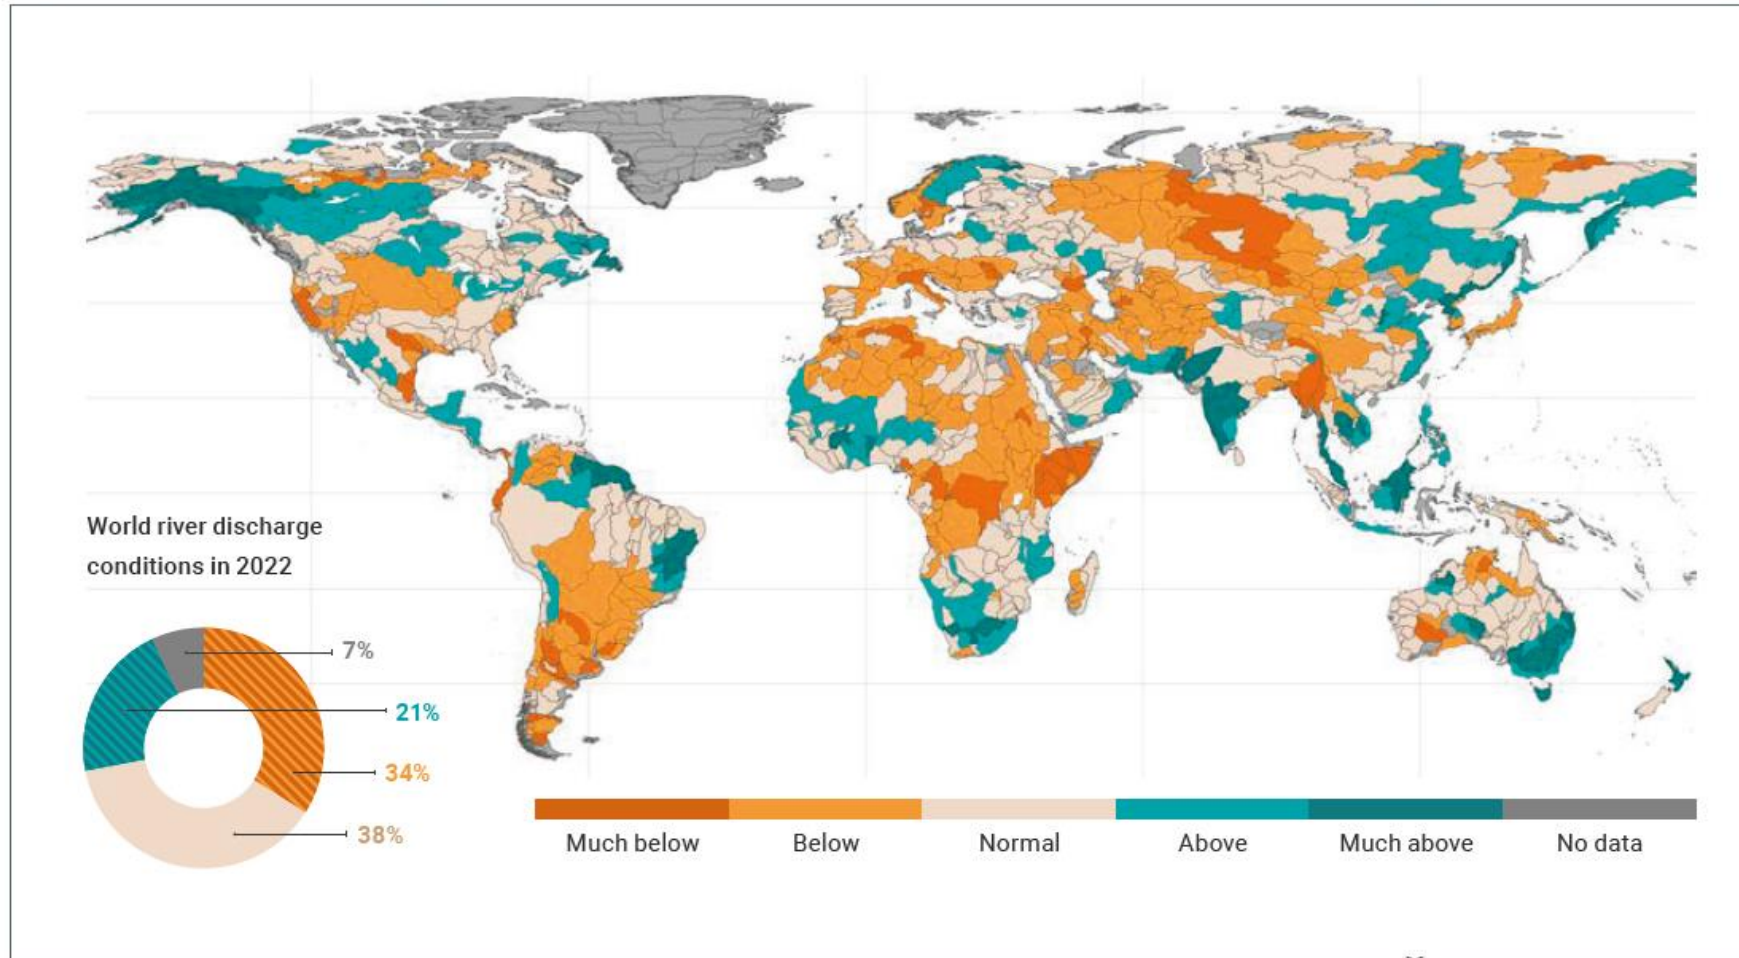 World river discharge
conditions in 2022
7%
21%
34%
38%
Much below
Below
Normal
Above
Much above
No data